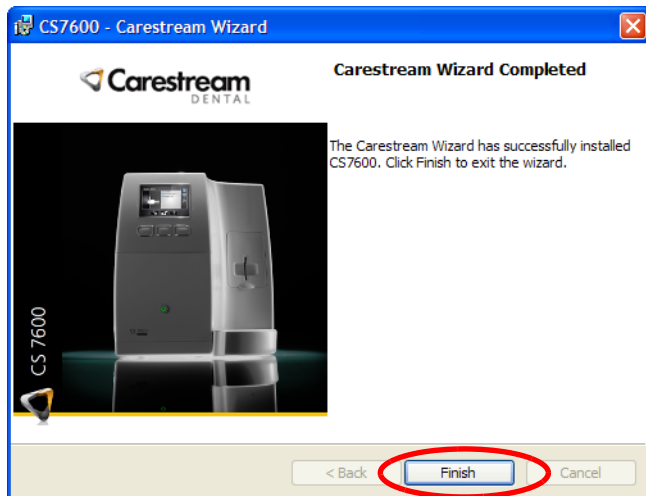 CS7600 - Carestream Wizard
Carestream
DENTAL
Carestream Wizard Completed
The Carestream Wizard has successfully installed
CS7600. Click Finish to exit the wizard.
CS 7600
< Back
Finish
Cancel